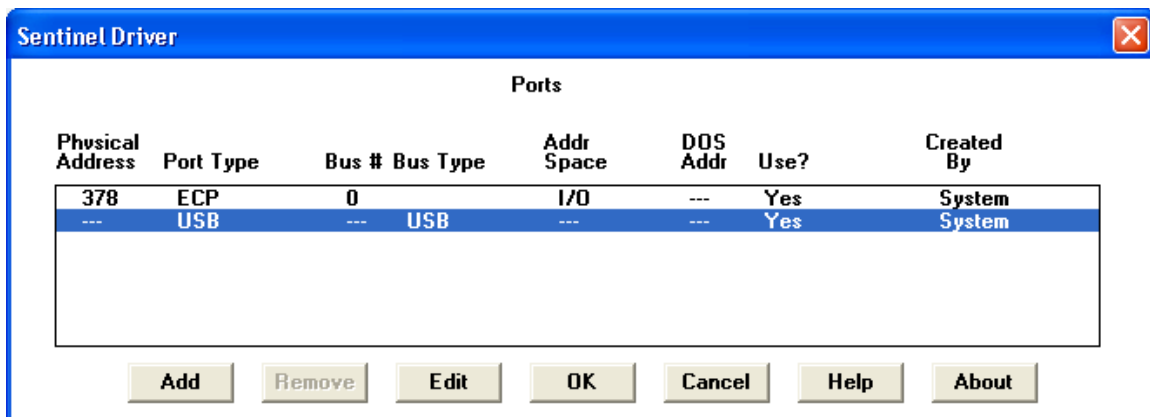 Sentinel Driver
Ports
Physical Address Port Type Bus # Bus Type Addr Space DOS Addr Use? Created By
378 ECP 0 I/O --- Yes System
--- USB --- USB --- --- Yes System
Add Remove Edit OK Cancel Help About